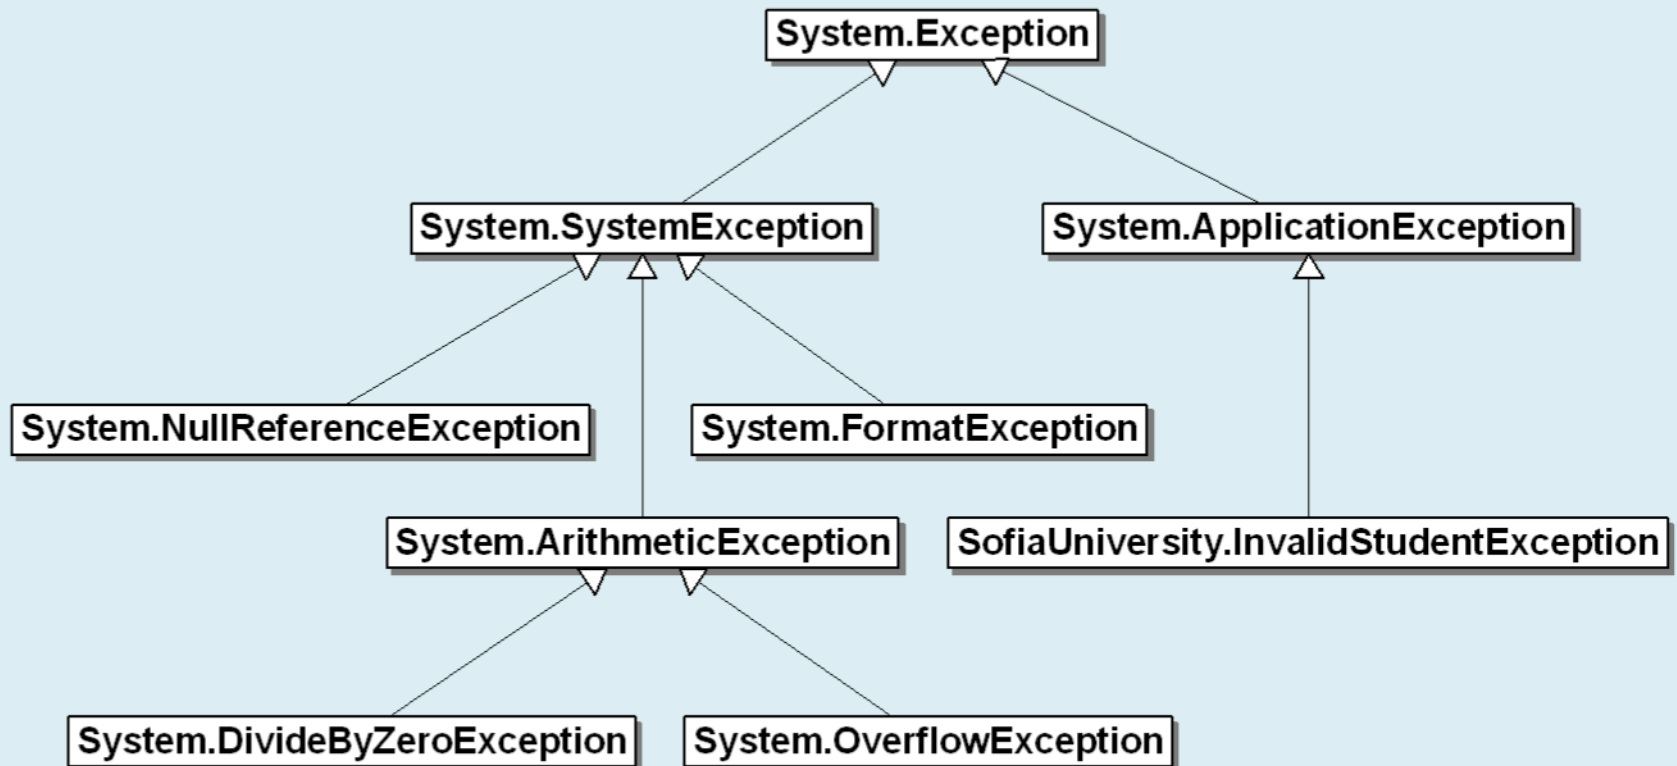 System.Exception
System.SystemException
System.ApplicationException
System.NullReferenceException
System.FormatException
System.ArithmeticException
SofiaUniversity.InvalidStudentException
System.DivideByZeroException
System.OverflowException